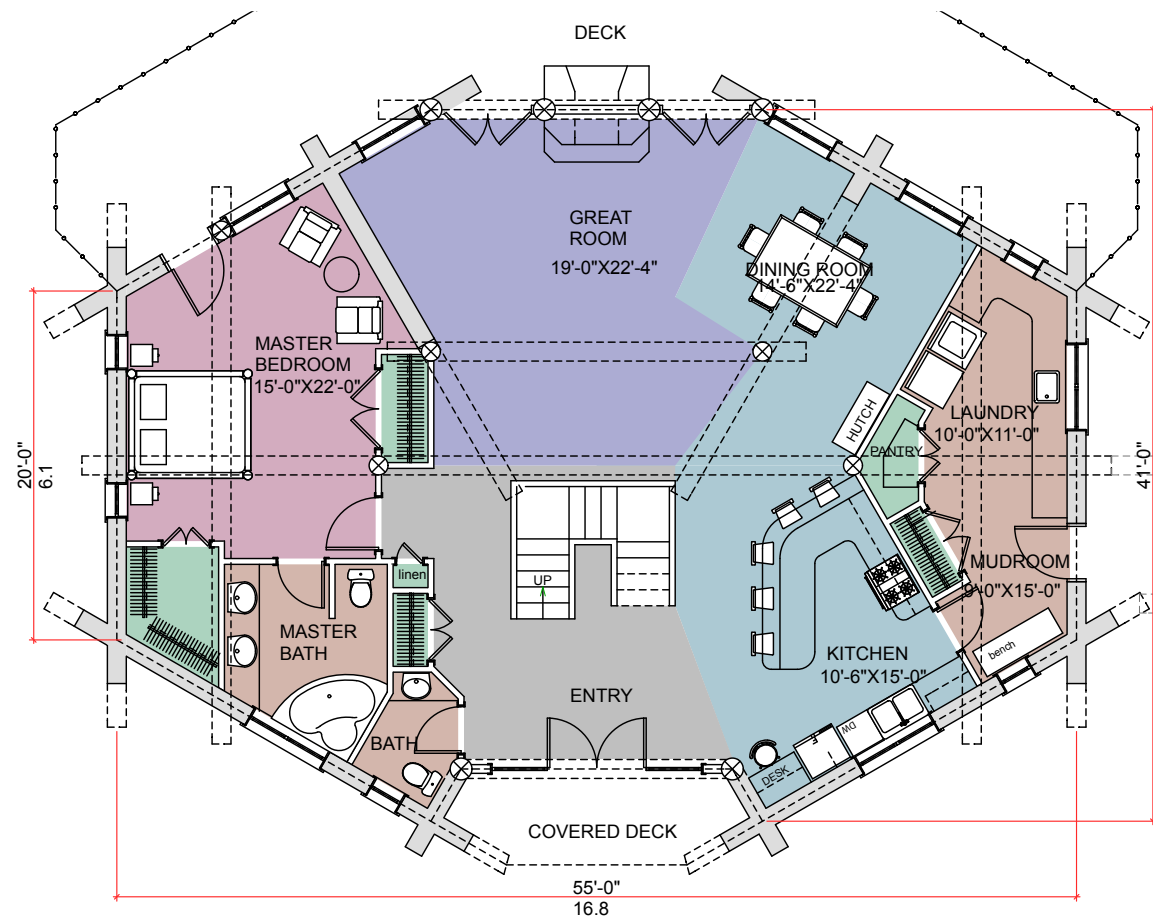 DECK
GREAT
ROOM
19'-0"X22'-4"
DINING ROOM
14'-6"X22'-4"
MASTER
BEDROOM
15'-0"X22'-0"
HUTCH
LAUNDRY
10'-0"X11'-0"
PANTRY
20'-0"
6.1
41'-0"
linen
UP
MUDROOM
9'-0"X15'-0"
MASTER
BATH
KITCHEN
10'-6"X15'-0"
bench
ENTRY
BATH
DW
DESK
COVERED DECK
55'-0"
16.8